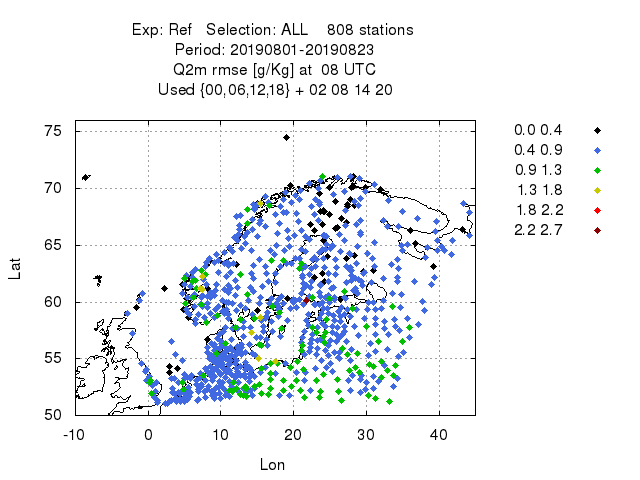 Exp: Ref   Selection: ALL    808 stations
Period: 20190801-20190823
Q2m rmse [g/Kg] at  08 UTC
Used {00,06,12,18} + 02 08 14 20
0.0 0.4
0.4 0.9
0.9 1.3
1.3 1.8
1.8 2.2
2.2 2.7
75
70
65
60
55
50
Lat
-10 0 10 20 30 40
Lon